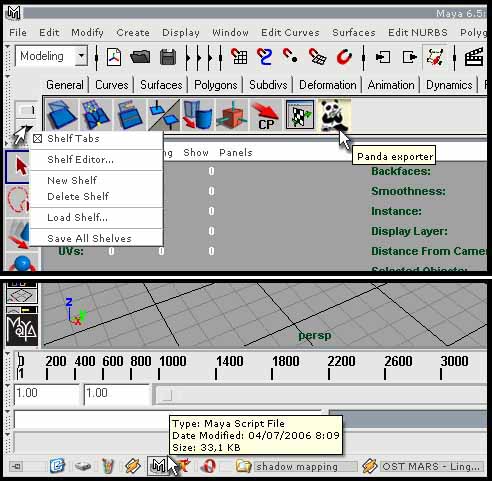 Maya 6.5:
File Edit Modify Create Display Window Edit Curves Surfaces Edit NURBS Polyg
Modeling
General Curves Surfaces Polygons Subdivs Deformation Animation Dynamics
CP
Shelf Tabs
Shelf Editor...
New Shelf
Delete Shelf
Load Shelf...
Save All Shelves
Show Panels
Panda exporter
0 Backfaces:
0 Smoothness:
0 Instance:
0 Display Layer:
UVs: 0 0 0 Distance From Camer
Selected Objects:
z
x
persp
MAYA
1 200 400 600 800 1000 1400 1800 2200 2600 3000
1.00 1.00
Type: Maya Script File
Date Modified: 04/07/2006 8:09
Size: 33,1 KB
shadow mapping
OST MARS - Ling...